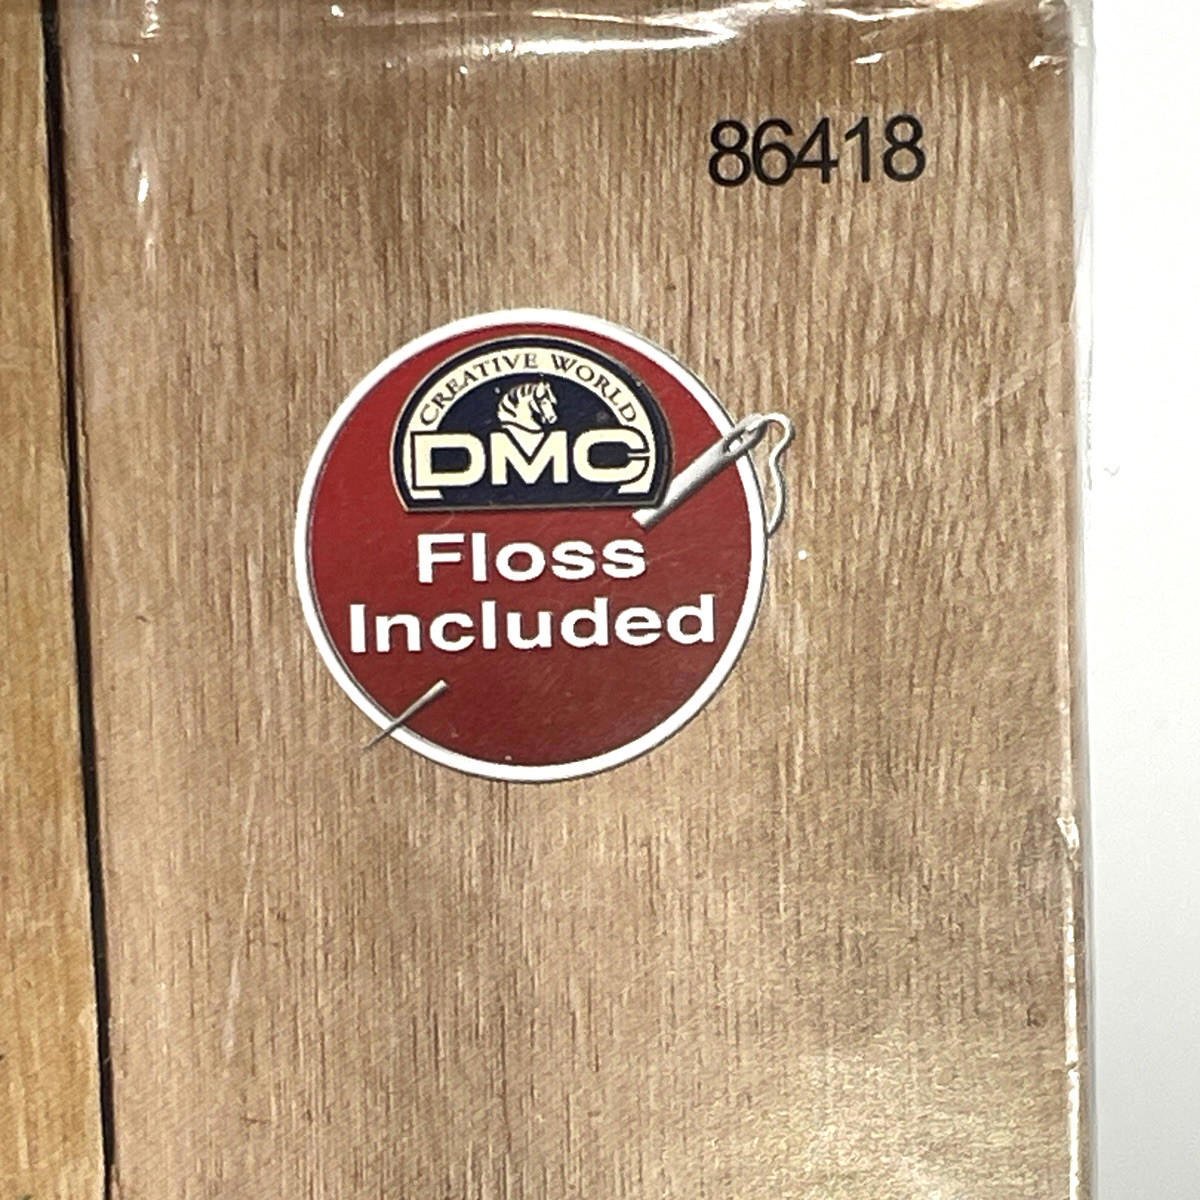 86418
CREATIVE WORLD
DMC
Floss
Included